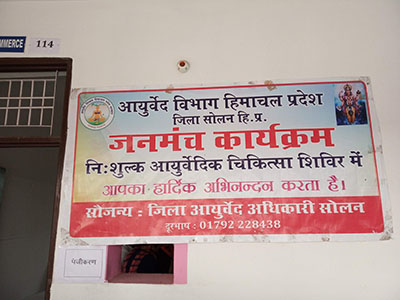 OMMERCE 114
आयुर्वेद विभाग हिमाचल प्रदेश
जिला सोलन हि.प्र.
जनमंच कार्यक्रम
नि:शुल्क आयुर्वेदिक चिकित्सा शिविर में
आपका हार्दिक अभिनन्दन करता है।
सौजन्य : जिला आयुर्वेद अधिकारी सोलन
दूरभाष : 01792 228438
पंजीकरण